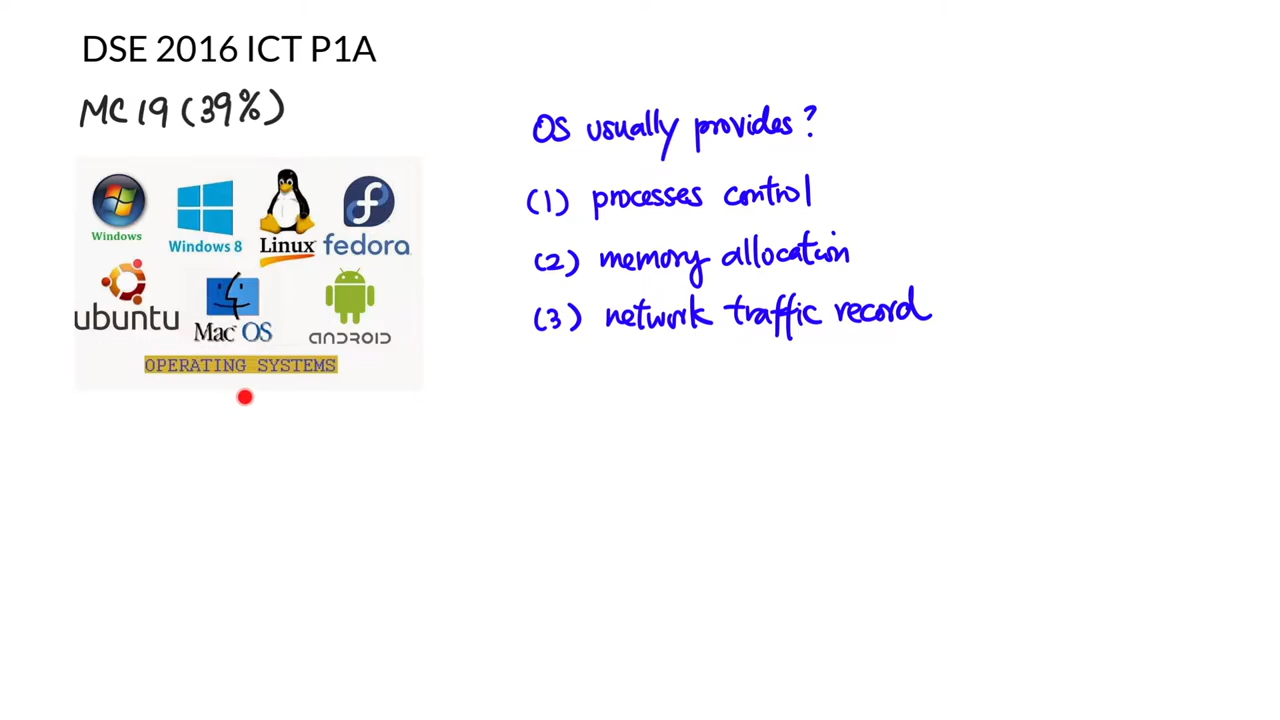 DSE 2016 ICT P1A
MC 19 (39%)
Windows
Windows 8
Linux
fedora
ubuntu
Mac OS
ANDROID
OPERATING SYSTEMS
OS usually provides?
(1) processes control
(2) memory allocation
(3) network traffic record